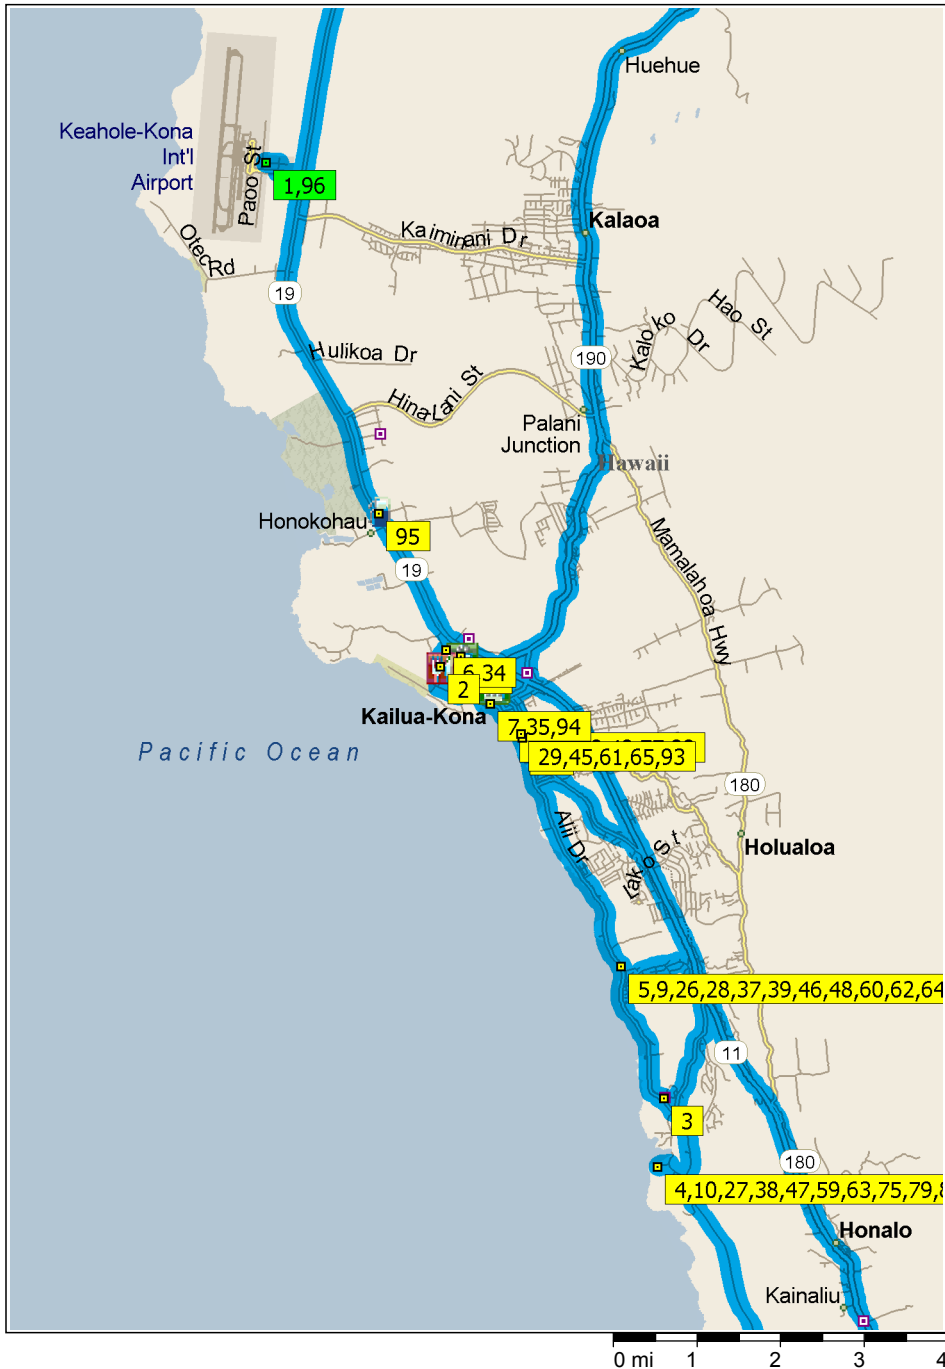 Huehue
Keahole-Kona
Int'l
Airport
Paoo St
1,96
Kalaoa
Kaiminani Dr
Otec Rd
19
Hao St
Kaloko Dr
Hulikoa Dr
190
Hina-Lani St
Palani
Junction
Hawaii
Honokohau
95
19
Mamalahoa Hwy
6,34
2
Kailua-Kona
7,35,94
Pacific Ocean
29,45,61,65,93
180
Alii Dr
Holualoa
5,9,26,28,37,39,46,48,60,62,64
11
3
180
4,10,27,38,47,59,63,75,79,8
Honalo
Kainaliu
0 mi 1 2 3 4